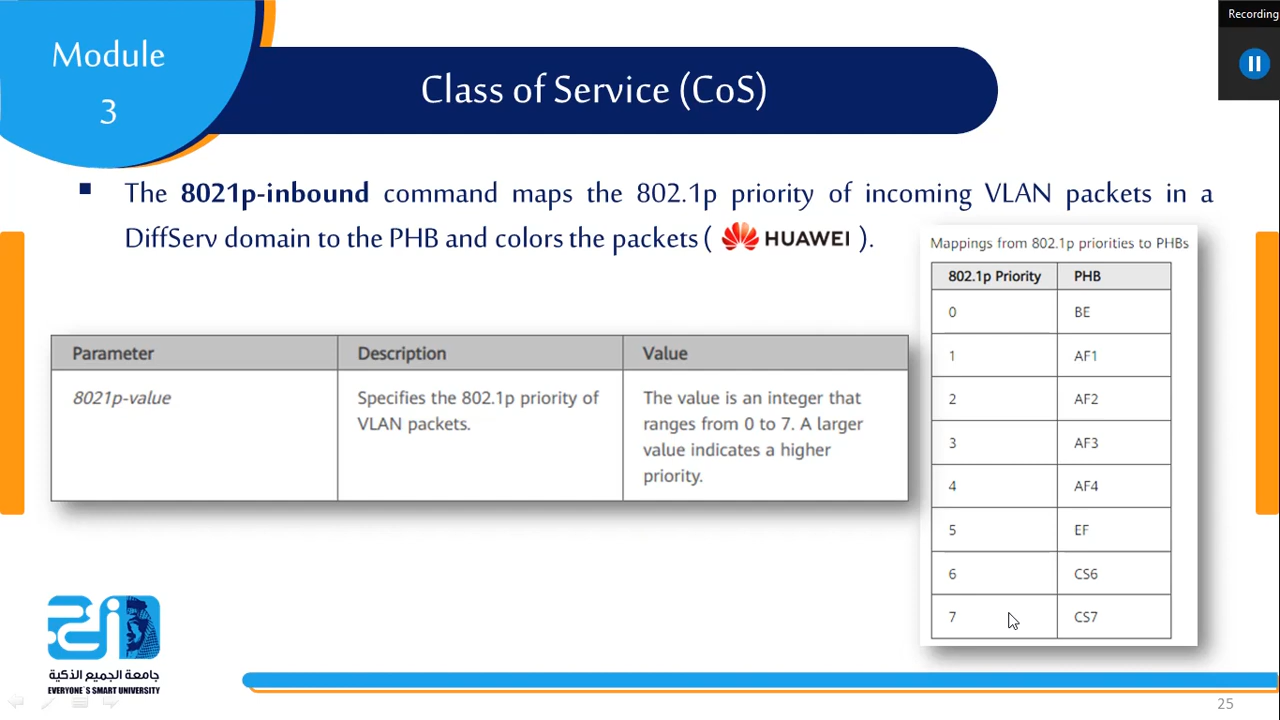 Recording
Module
3
Class of Service (CoS)
The 8021p-inbound command maps the 802.1p priority of incoming VLAN packets in a
DiffServ domain to the PHB and colors the packets ( HUAWEI ).
Parameter Description Value
8021p-value Specifies the 802.1p priority of The value is an integer that
VLAN packets. ranges from 0 to 7. A larger
value indicates a higher
priority.
Mappings from 802.1p priorities to PHBs
802.1p Priority PHB
0 BE
1 AF1
2 AF2
3 AF3
4 AF4
5 EF
6 CS6
7 CS7
جامعة الجميع الذكية
EVERYONE`S SMART UNIVERSITY
25